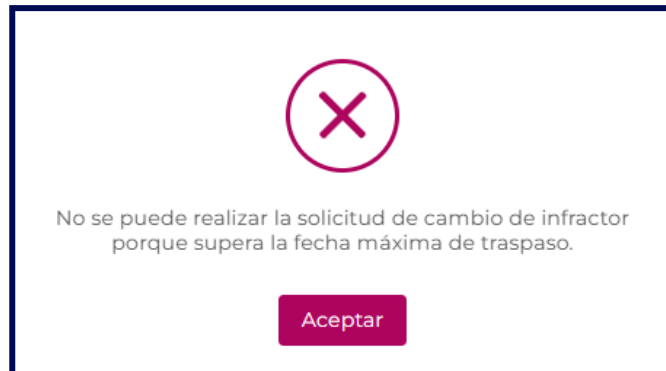 No se puede realizar la solicitud de cambio de infractor
porque supera la fecha máxima de traspaso.
Aceptar